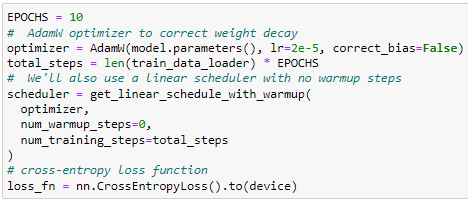 EPOCHS = 10
#  AdamW optimizer to correct weight decay
optimizer = AdamW(model.parameters(), lr=2e-5, correct_bias=False)
total_steps = len(train_data_loader) * EPOCHS
#  We'll also use a linear scheduler with no warmup steps
scheduler = get_linear_schedule_with_warmup(
  optimizer,
  num_warmup_steps=0,
  num_training_steps=total_steps
)
# cross-entropy loss function
loss_fn = nn.CrossEntropyLoss().to(device)